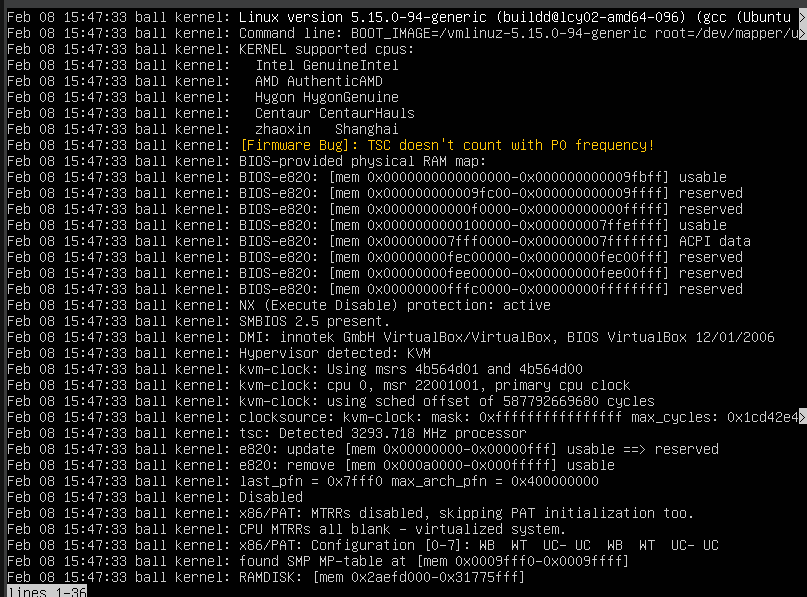 Feb 08 15:47:33 ball kernel: Linux version 5.15.0-94-generic (buildd@lcy02-amd64-096) (gcc (Ubuntu >
Feb 08 15:47:33 ball kernel: Command line: BOOT_IMAGE=/vmlinuz-5.15.0-94-generic root=/dev/mapper/u>
Feb 08 15:47:33 ball kernel: KERNEL supported cpus:
Feb 08 15:47:33 ball kernel:   Intel GenuineIntel
Feb 08 15:47:33 ball kernel:   AMD AuthenticAMD
Feb 08 15:47:33 ball kernel:   Hygon HygonGenuine
Feb 08 15:47:33 ball kernel:   Centaur CentaurHauls
Feb 08 15:47:33 ball kernel:   zhaoxin   Shanghai
Feb 08 15:47:33 ball kernel: [Firmware Bug]: TSC doesn't count with P0 frequency!
Feb 08 15:47:33 ball kernel: BIOS-provided physical RAM map:
Feb 08 15:47:33 ball kernel: BIOS-e820: [mem 0x0000000000000000-0x000000000009fbff] usable
Feb 08 15:47:33 ball kernel: BIOS-e820: [mem 0x000000000009fc00-0x000000000009ffff] reserved
Feb 08 15:47:33 ball kernel: BIOS-e820: [mem 0x00000000000f0000-0x00000000000fffff] reserved
Feb 08 15:47:33 ball kernel: BIOS-e820: [mem 0x0000000000100000-0x000000007ffeffff] usable
Feb 08 15:47:33 ball kernel: BIOS-e820: [mem 0x000000007fff0000-0x000000007fffffff] ACPI data
Feb 08 15:47:33 ball kernel: BIOS-e820: [mem 0x00000000fec00000-0x00000000fec00fff] reserved
Feb 08 15:47:33 ball kernel: BIOS-e820: [mem 0x00000000fee00000-0x00000000fee00fff] reserved
Feb 08 15:47:33 ball kernel: BIOS-e820: [mem 0x00000000fffc0000-0x00000000ffffffff] reserved
Feb 08 15:47:33 ball kernel: NX (Execute Disable) protection: active
Feb 08 15:47:33 ball kernel: SMBIOS 2.5 present.
Feb 08 15:47:33 ball kernel: DMI: innotek GmbH VirtualBox/VirtualBox, BIOS VirtualBox 12/01/2006
Feb 08 15:47:33 ball kernel: Hypervisor detected: KVM
Feb 08 15:47:33 ball kernel: kvm-clock: Using msrs 4b564d01 and 4b564d00
Feb 08 15:47:33 ball kernel: kvm-clock: cpu 0, msr 22001001, primary cpu clock
Feb 08 15:47:33 ball kernel: kvm-clock: using sched offset of 587792669680 cycles
Feb 08 15:47:33 ball kernel: clocksource: kvm-clock: mask: 0xffffffffffffffff max_cycles: 0x1cd42e4>
Feb 08 15:47:33 ball kernel: tsc: Detected 3293.718 MHz processor
Feb 08 15:47:33 ball kernel: e820: update [mem 0x00000000-0x00000fff] usable ==> reserved
Feb 08 15:47:33 ball kernel: e820: remove [mem 0x000a0000-0x000fffff] usable
Feb 08 15:47:33 ball kernel: last_pfn = 0x7fff0 max_arch_pfn = 0x400000000
Feb 08 15:47:33 ball kernel: Disabled
Feb 08 15:47:33 ball kernel: x86/PAT: MTRRs disabled, skipping PAT initialization too.
Feb 08 15:47:33 ball kernel: CPU MTRRs all blank - virtualized system.
Feb 08 15:47:33 ball kernel: x86/PAT: Configuration [0-7]: WB  WT  UC- UC  WB  WT  UC- UC
Feb 08 15:47:33 ball kernel: found SMP MP-table at [mem 0x0009fff0-0x0009ffff]
Feb 08 15:47:33 ball kernel: RAMDISK: [mem 0x2aefd000-0x31775fff]
lines 1-36